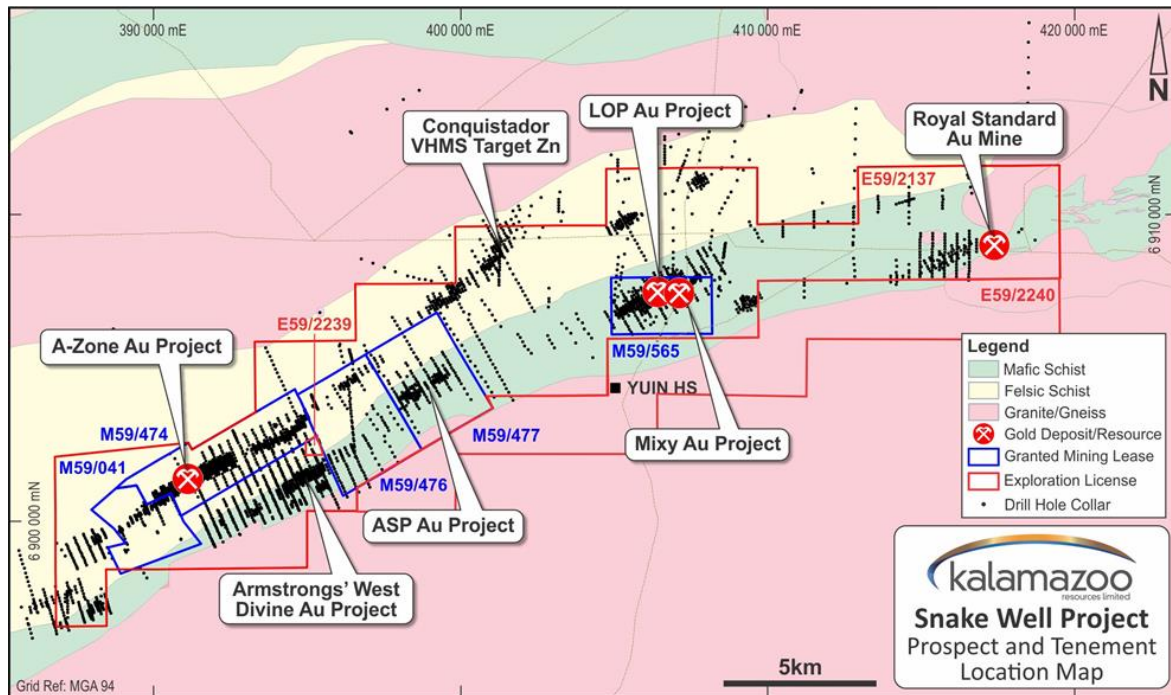 390 000 mE
400 000 mE
410 000 mE
420 000 mE
N
Conquistador
VHMS Target Zn
LOP Au Project
Royal Standard
Au Mine
E59/2137
6 910 000 mN
E59/2240
E59/2239
A-Zone Au Project
M59/565
YUIN HS
Legend
Mafic Schist
Felsic Schist
Granite/Gneiss
Gold Deposit/Resource
Granted Mining Lease
Exploration License
Drill Hole Collar
M59/474
M59/041
M59/477
M59/476
Mixy Au Project
6 900 000 mN
ASP Au Project
Armstrongs' West
Divine Au Project
kalamazoo
resources limited
Snake Well Project
Prospect and Tenement
Location Map
5km
Grid Ref: MGA 94